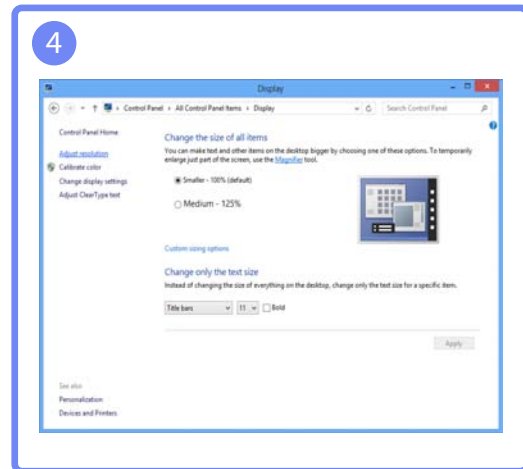 4
Display
Control Panel › All Control Panel Items › Display
Search Control Panel
Control Panel Home
Adjust resolution
Calibrate color
Change display settings
Adjust ClearType text
Change the size of all items
You can make text and other items on the desktop bigger by choosing one of these options. To temporarily
enlarge just part of the screen, use the Magnifier tool.
Smaller - 100% (default)
Medium - 125%
Custom sizing options
Change only the text size
Instead of changing the size of everything on the desktop, change only the text size for a specific item.
Title bars 11 Bold
Apply
See also
Personalization
Devices and Printers